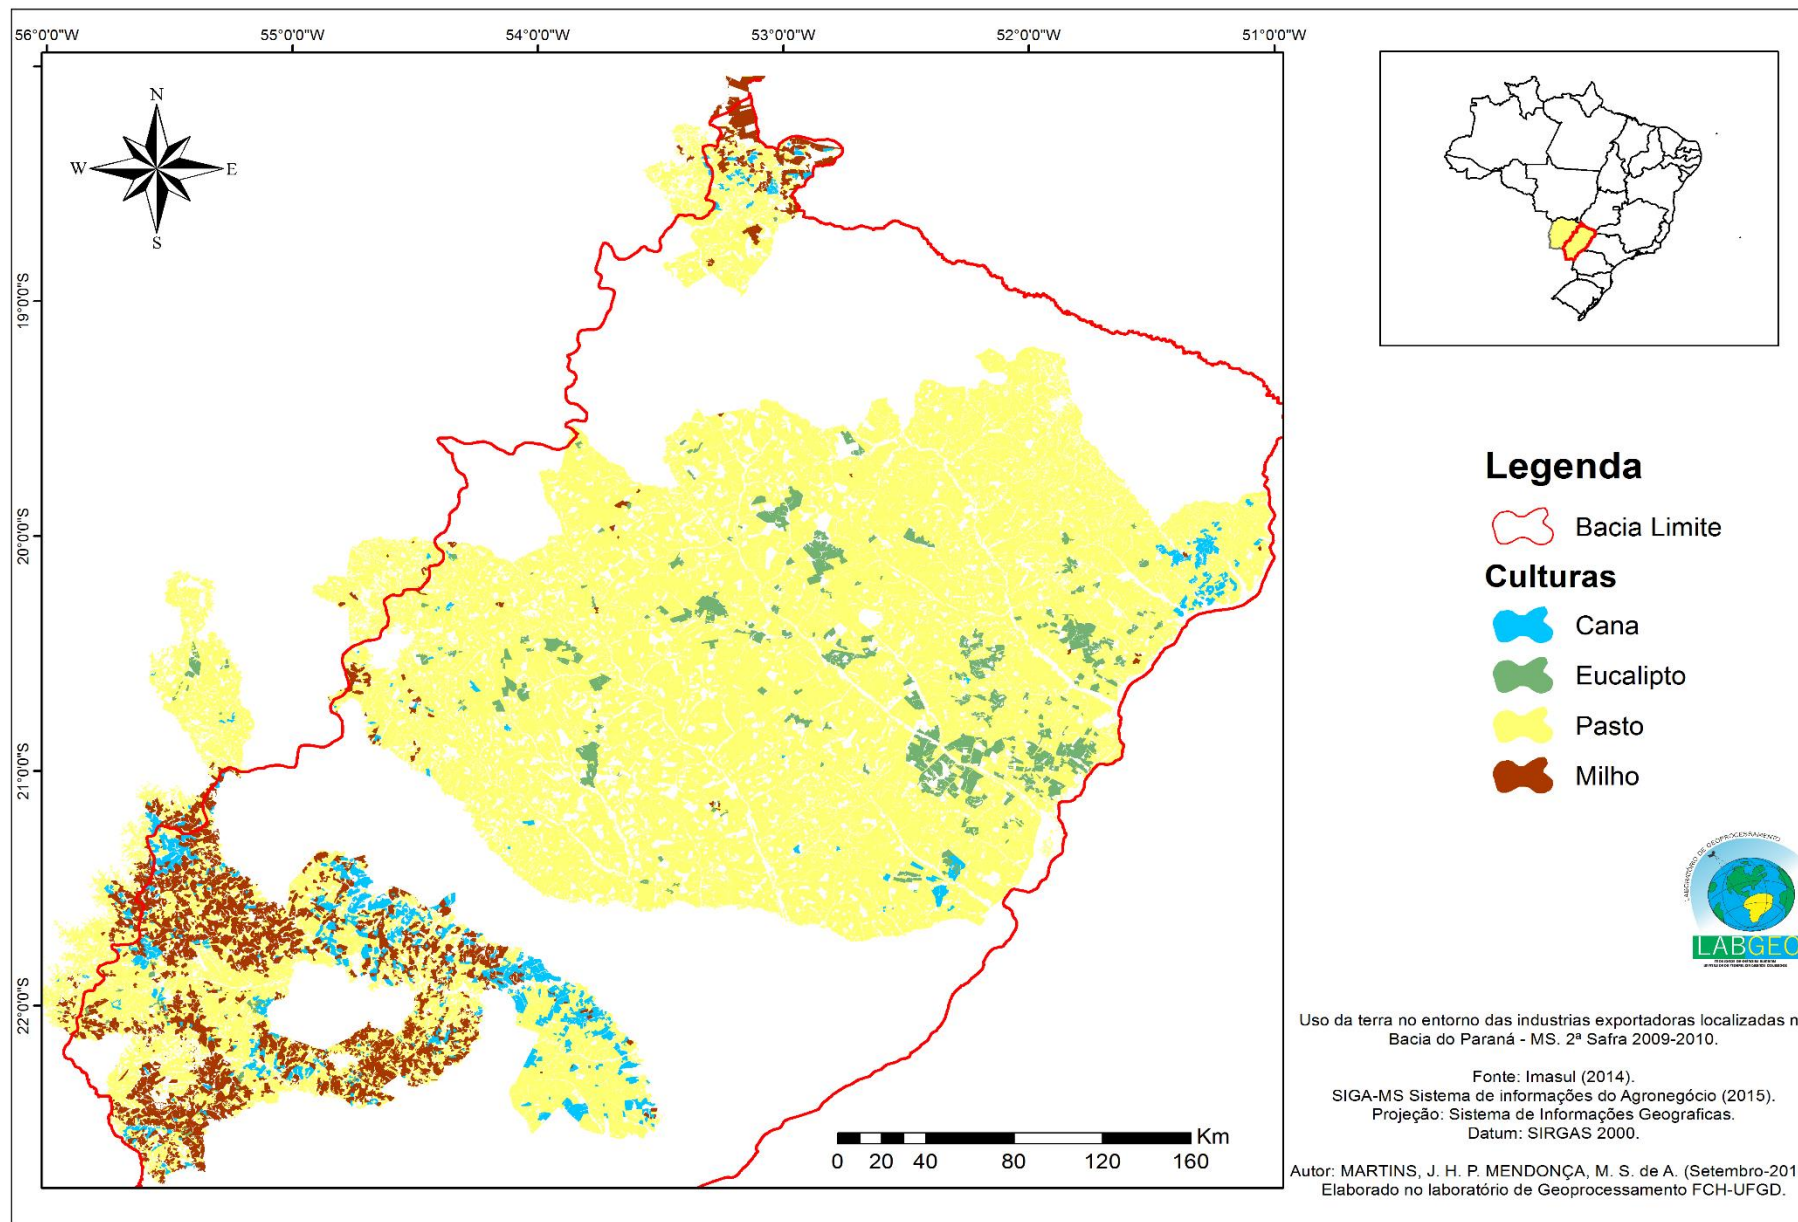 56°0'0"W 55°0'0"W 54°0'0"W 53°0'0"W 52°0'0"W 51°0'0"W
N
W E
S
19°0'0"S
20°0'0"S
21°0'0"S
22°0'0"S
Legenda
Bacia Limite
Culturas
Cana
Eucalipto
Pasto
Milho
LABORATÓRIO DE GEOPROCESSAMENTO
LABGEO
Km
0 20 40 80 120 160
Uso da terra no entorno das industrias exportadoras localizadas n
Bacia do Paraná - MS. 2ª Safra 2009-2010.
Fonte: Imasul (2014).
SIGA-MS Sistema de informações do Agronegócio (2015).
Projeção: Sistema de Informações Geograficas.
Datum: SIRGAS 2000.
Autor: MARTINS, J. H. P. MENDONÇA, M. S. de A. (Setembro-201
Elaborado no laboratório de Geoprocessamento FCH-UFGD.